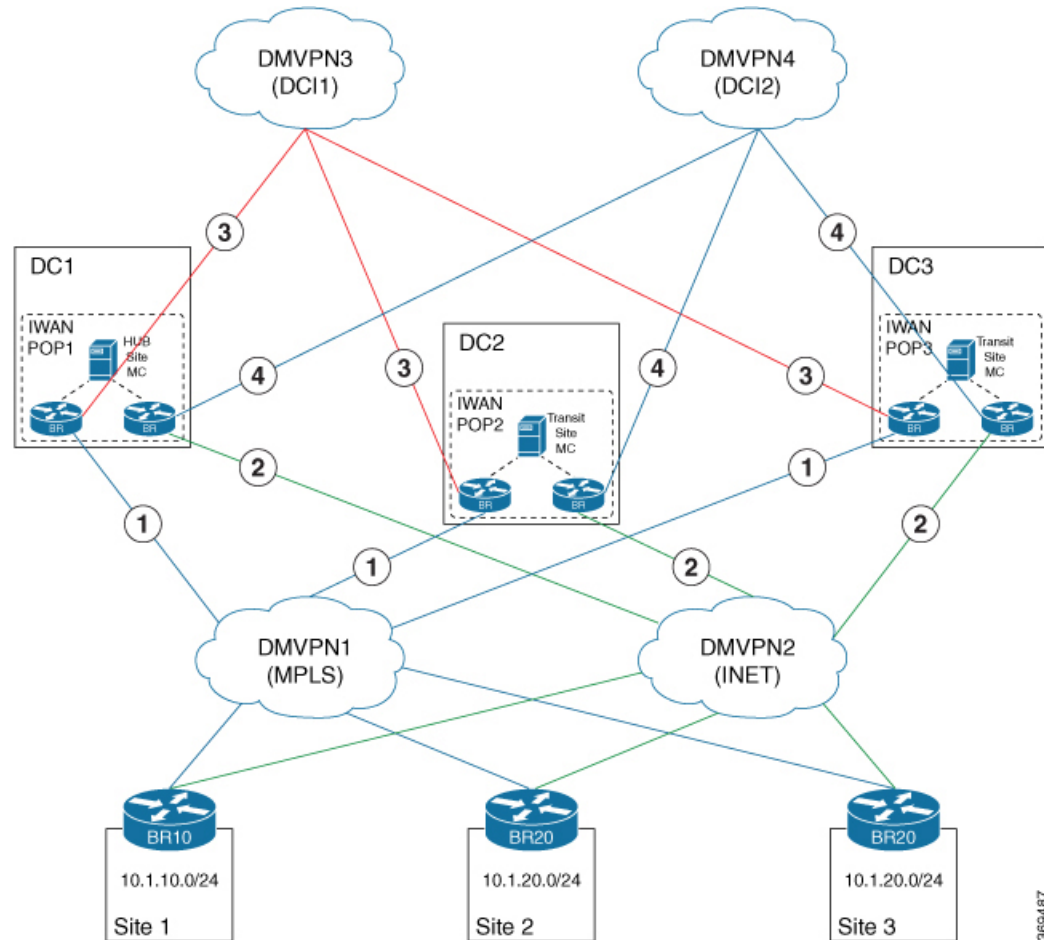 DMVPN3
(DCI1)
DMVPN4
(DCI2)
3
4
DC1
IWAN
POP1
HUB
Site
MC
BR
BR
DC2
IWAN
POP2
Transit
Site
MC
BR
BR
DC3
IWAN
POP3
Transit
Site
MC
BR
BR
4
3
4
3
2
1
1
2
1
2
DMVPN1
(MPLS)
DMVPN2
(INET)
BR10
10.1.10.0/24
Site 1
BR20
10.1.20.0/24
Site 2
BR20
10.1.20.0/24
Site 3
369487